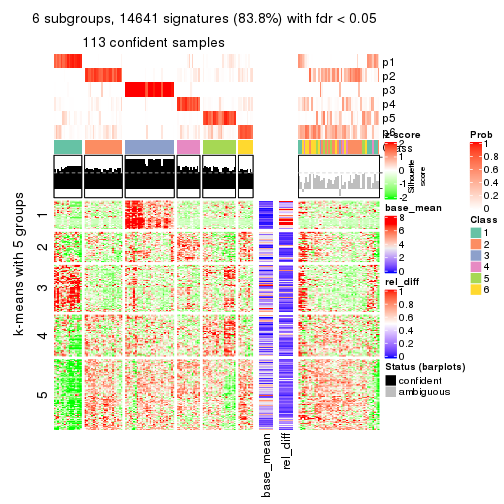 6 subgroups, 14641 signatures (83.8%) with fdr < 0.05
113 confident samples
p1
p2
p3
p4
p5
p6
Class
z-score
2
1
0
-1
-2
Silhouette
score
Prob
1
0.8
0.6
0.4
0.2
0
base_mean
8
6
4
2
0
Class
1
2
3
4
5
6
rel_diff
1
0.8
0.6
0.4
0.2
0
Status (barplots)
confident
ambiguous
k-means with 5 groups
1
2
3
4
5
base_mean
rel_diff